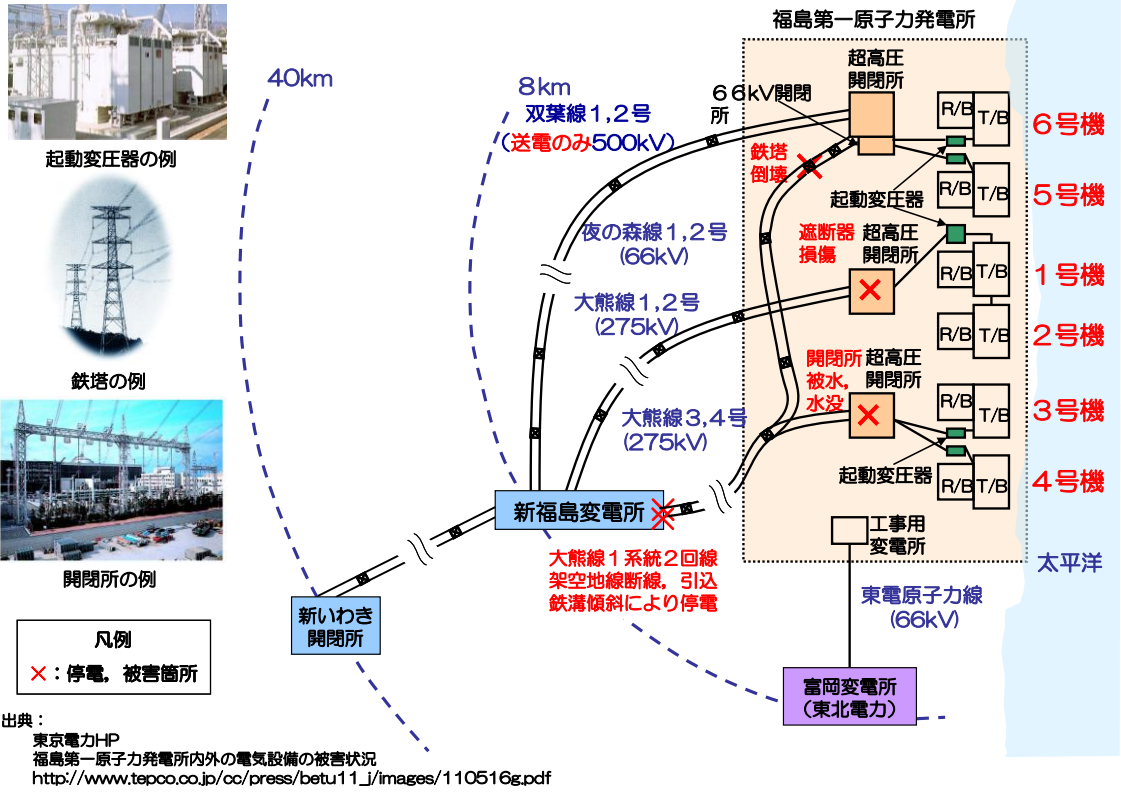 福島第一原子力発電所
40km
8km
双葉線1,2号
(送電のみ500kV)
66kV開閉
所
超高圧
開閉所
R/B
T/B
6号機
鉄塔
倒壊
起動変圧器
R/B
T/B
5号機
起動変圧器の例
夜の森線1,2号
(66kV)
遮断器
損傷
超高圧
開閉所
R/B
T/B
1号機
大熊線1,2号
(275kV)
R/B
T/B
2号機
鉄塔の例
開閉所
被水,
水没
超高圧
開閉所
R/B
T/B
3号機
大熊線3,4号
(275kV)
起動変圧器
R/B
T/B
4号機
新福島変電所
工事用
変電所
太平洋
開閉所の例
大熊線1系統2回線
架空地線断線,引込
鉄溝傾斜により停電
東電原子力線
(66kV)
新いわき
開閉所
凡例
×:停電,被害箇所
富岡変電所
(東北電力)
出典:
東京電力HP
福島第一原子力発電所内外の電気設備の被害状況
http://www.tepco.co.jp/cc/press/betu11_j/images/110516g.pdf